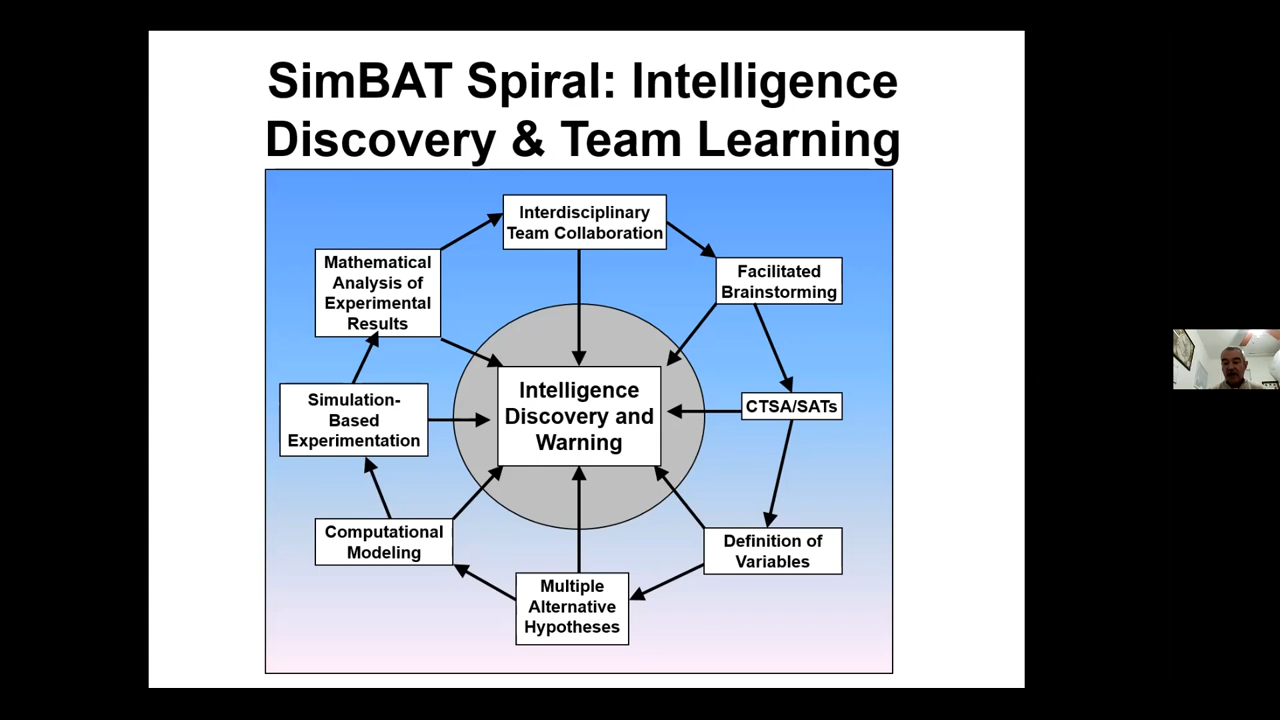 SimBAT Spiral: Intelligence
Discovery & Team Learning
Interdisciplinary
Team Collaboration
Facilitated
Brainstorming
CTSA/SATs
Definition of
Variables
Multiple
Alternative
Hypotheses
Computational
Modeling
Simulation-
Based
Experimentation
Mathematical
Analysis of
Experimental
Results
Intelligence
Discovery and
Warning